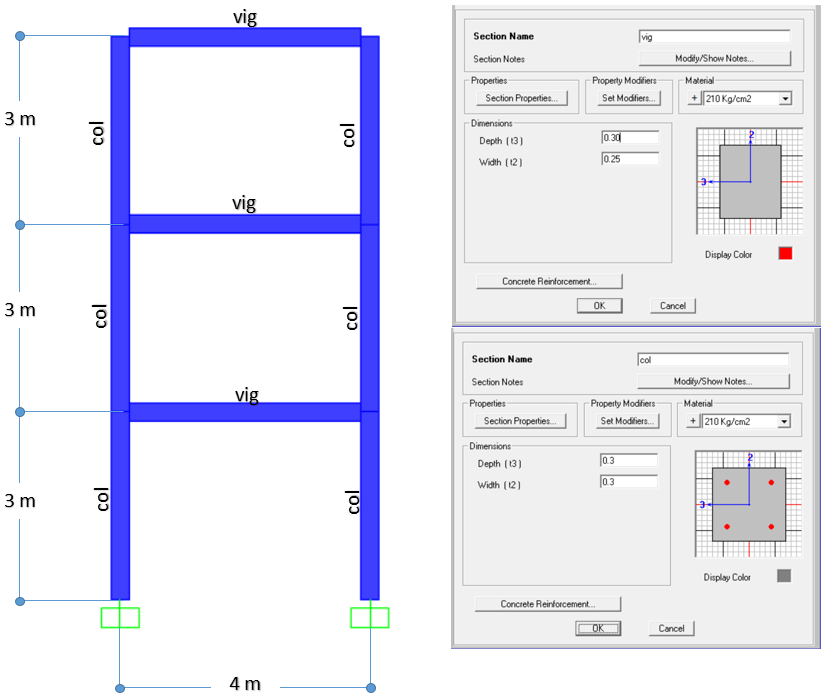 vig
3 m
col
col
vig
3 m
col
col
vig
3 m
col
col
4 m
Section Name
vig
Section Notes
Modify/Show Notes...
Properties
Section Properties...
Property Modifiers
Set Modifiers...
Material
+
210 Kg/cm2
Dimensions
Depth ( t3 )
0.30
Width ( t2 )
0.25
2
3
Display Color
Concrete Reinforcement...
OK
Cancel
Section Name
col
Section Notes
Modify/Show Notes...
Properties
Section Properties...
Property Modifiers
Set Modifiers...
Material
+
210 Kg/cm2
Dimensions
Depth ( t3 )
0.3
Width ( t2 )
0.3
2
3
Display Color
Concrete Reinforcement...
OK
Cancel